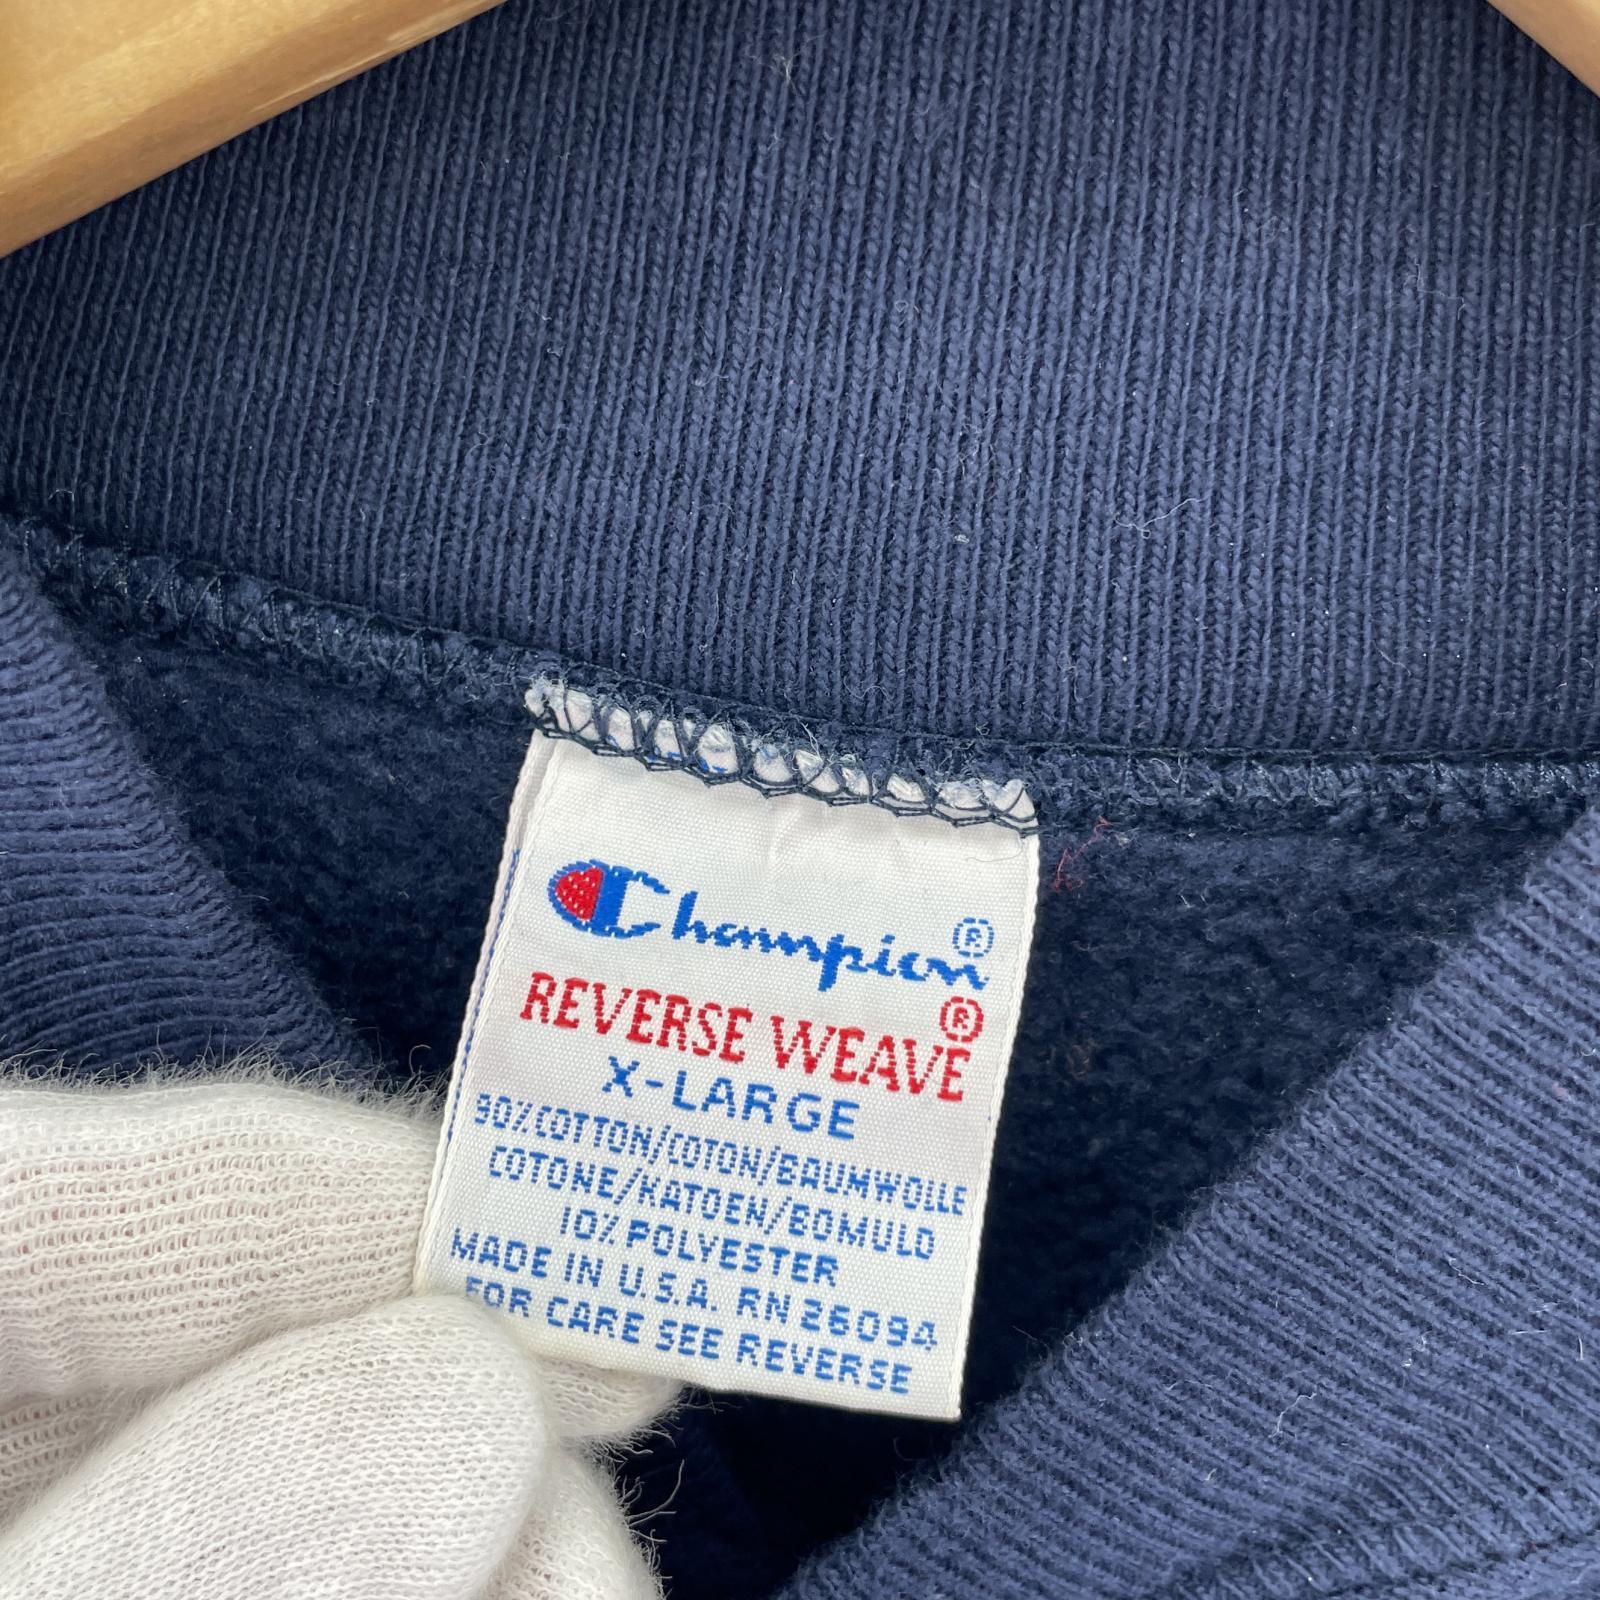 Champion®
REVERSE WEAVE®
X-LARGE
90% COTTON/COTON/BAUMWOLLE
COTONE/KATOEN/BOMULD
10% POLYESTER
MADE IN U.S.A. RN 26094
FOR CARE SEE REVERSE